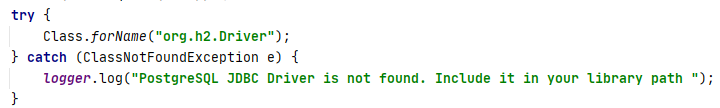 try {
    Class.forName("org.h2.Driver");
} catch (ClassNotFoundException e) {
    logger.log("PostgreSQL JDBC Driver is not found. Include it in your library path ");
}